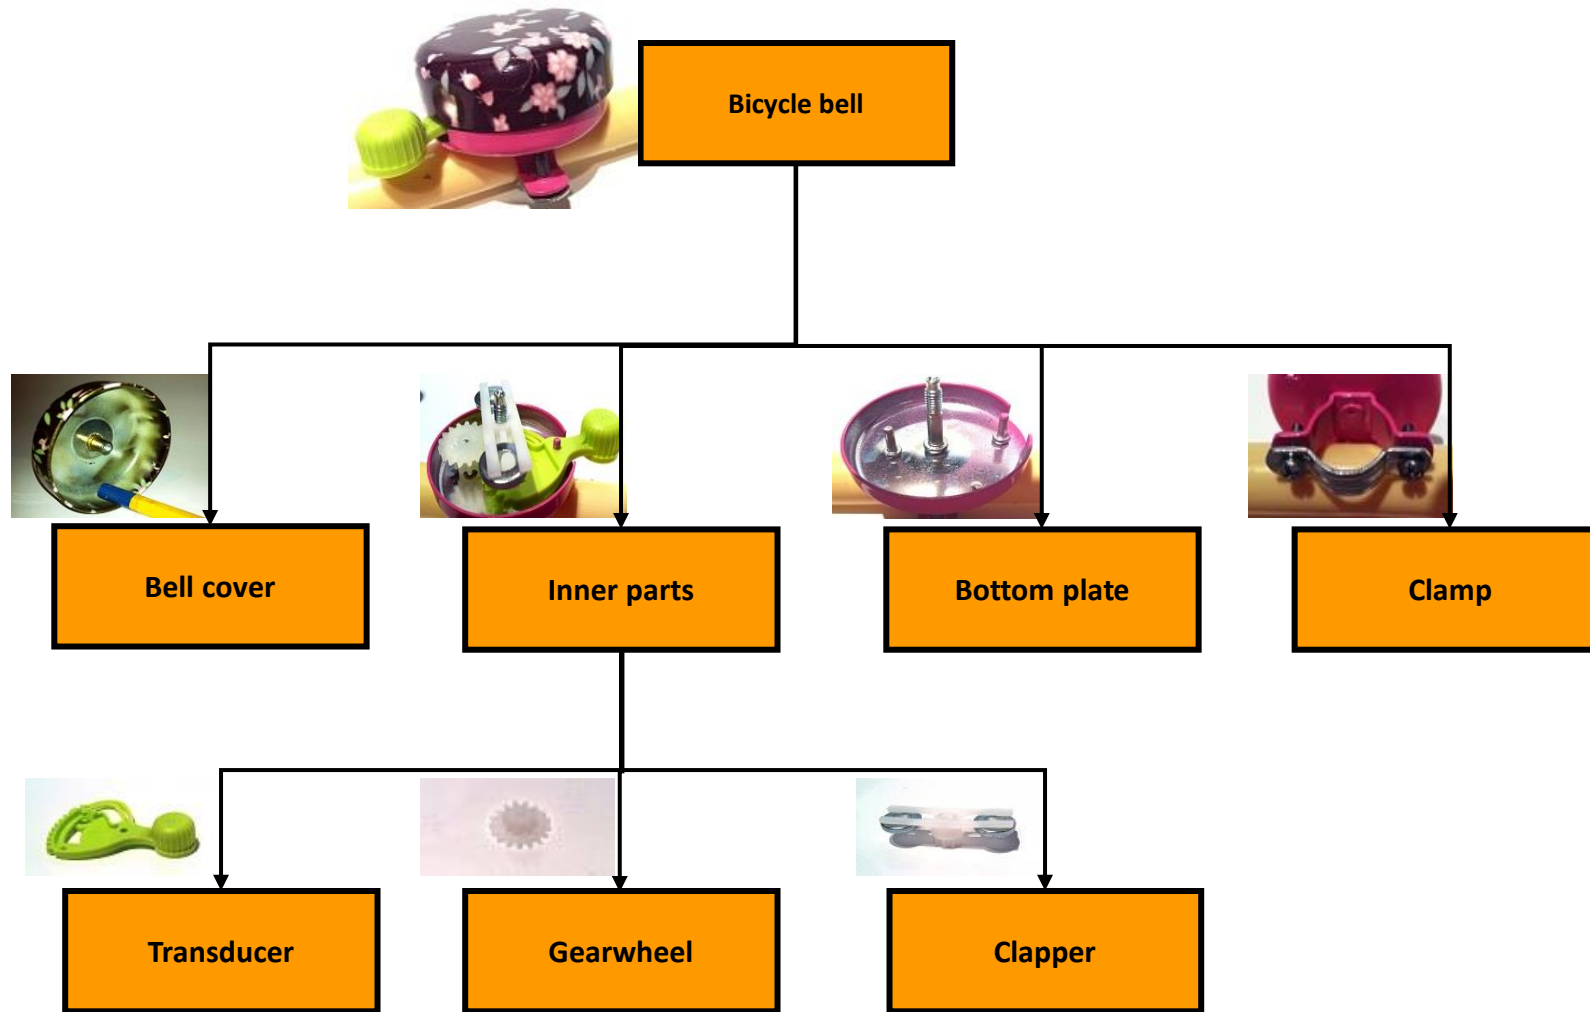 Bicycle bell
Bell cover
Inner parts
Bottom plate
Clamp
Transducer
Gearwheel
Clapper